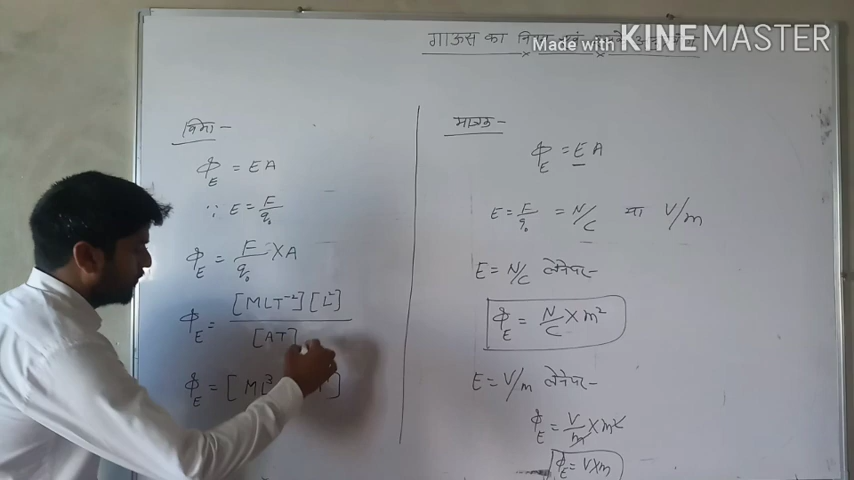 गाऊस का
Made with KINEMASTER
विमा -
ϕ_E = EA
∵ E = F/q₀
ϕ_E = F/q₀ × A
ϕ_E = [MLT⁻²][L²]/[AT]
ϕ_E = [ML³
मात्रक -
ϕ_E = EA
E = F/q₀ = N/C या V/m
E = N/C लेनेपर -
ϕ_E = N/C × m²
E = V/m लेनेपर -
ϕ_E = V/m × m²
ϕ_E = V×m